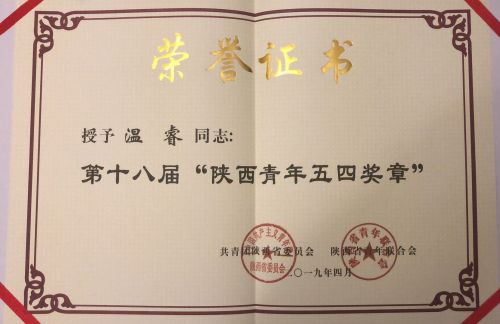 荣誉证书
授予 温 睿 同志:
第十八届“陕西青年五四奖章”
共青团陕西省委员会 陕西省青年联合会
二〇一九年四月